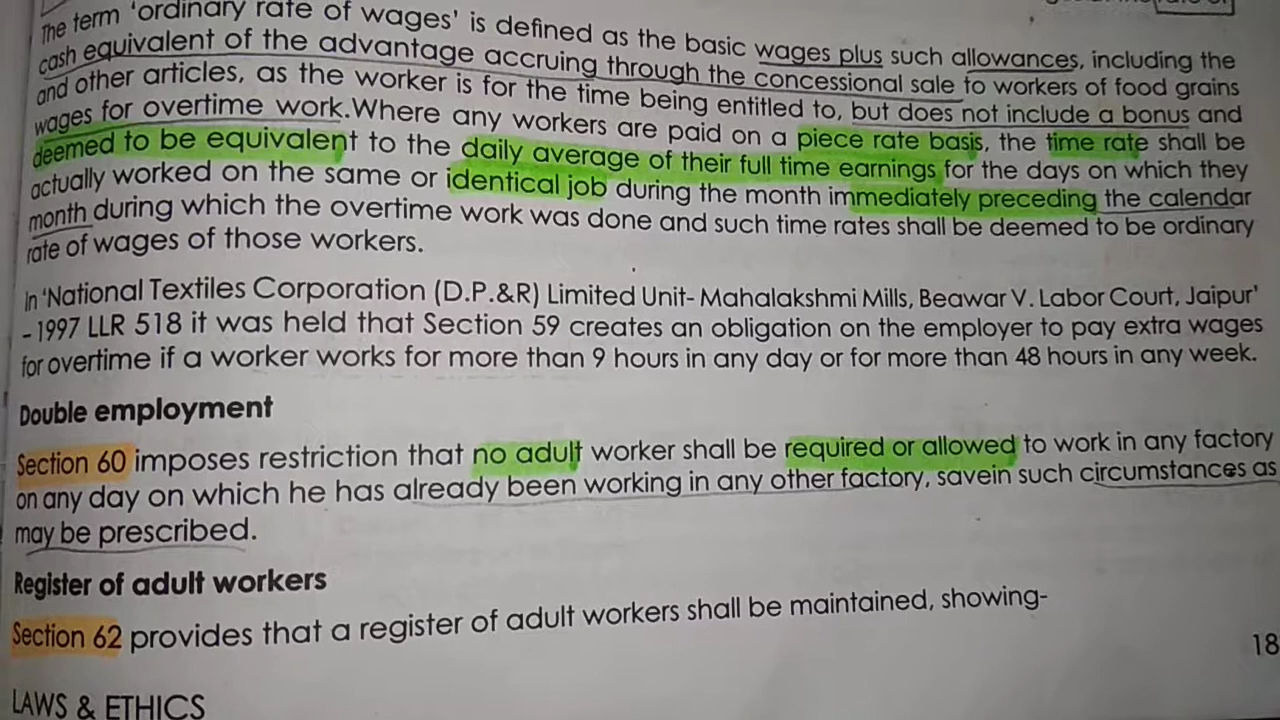 The term 'ordinary rate of wages' is defined as the basic wages plus such allowances, including the
cash equivalent of the advantage accruing through the concessional sale to workers of food grains
and other articles, as the worker is for the time being entitled to, but does not include a bonus and
wages for overtime work.Where any workers are paid on a piece rate basis, the time rate shall be
deemed to be equivalent to the daily average of their full time earnings for the days on which they
actually worked on the same or identical job during the month immediately preceding the calendar
month during which the overtime work was done and such time rates shall be deemed to be ordinary
rate of wages of those workers.
In 'National Textiles Corporation (D.P.&R) Limited Unit- Mahalakshmi Mills, Beawar V. Labor Court, Jaipur'
- 1997 LLR 518 it was held that Section 59 creates an obligation on the employer to pay extra wages
for overtime if a worker works for more than 9 hours in any day or for more than 48 hours in any week.
Double employment
Section 60 imposes restriction that no adult worker shall be required or allowed to work in any factory
on any day on which he has already been working in any other factory, savein such circumstances as
may be prescribed.
Register of adult workers
Section 62 provides that a register of adult workers shall be maintained, showing-
18
LAWS & ETHICS